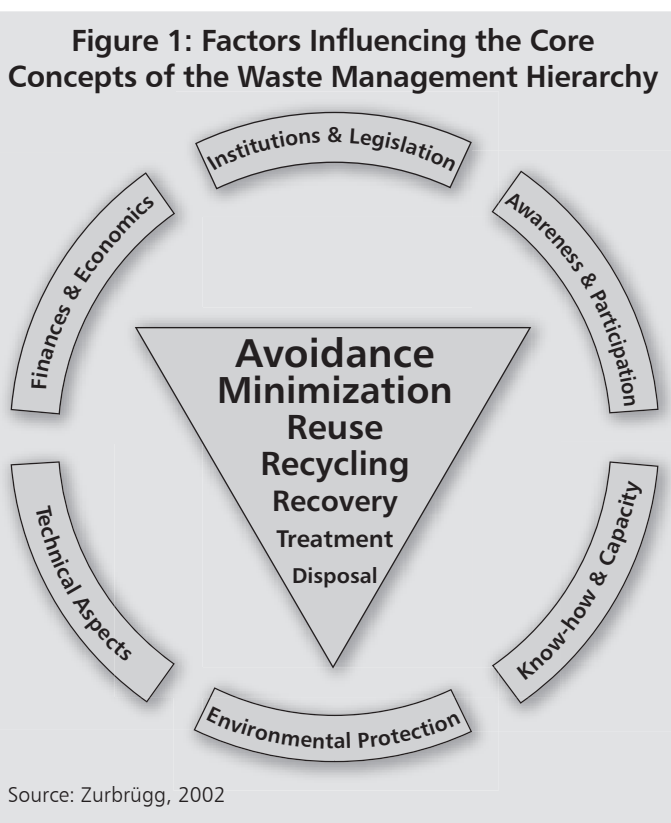 Figure 1: Factors Influencing the Core
Concepts of the Waste Management Hierarchy
Institutions & Legislation
Awareness & Participation
Know-how & Capacity
Environmental Protection
Technical Aspects
Finances & Economics
Avoidance
Minimization
Reuse
Recycling
Recovery
Treatment
Disposal
Source: Zurbrügg, 2002